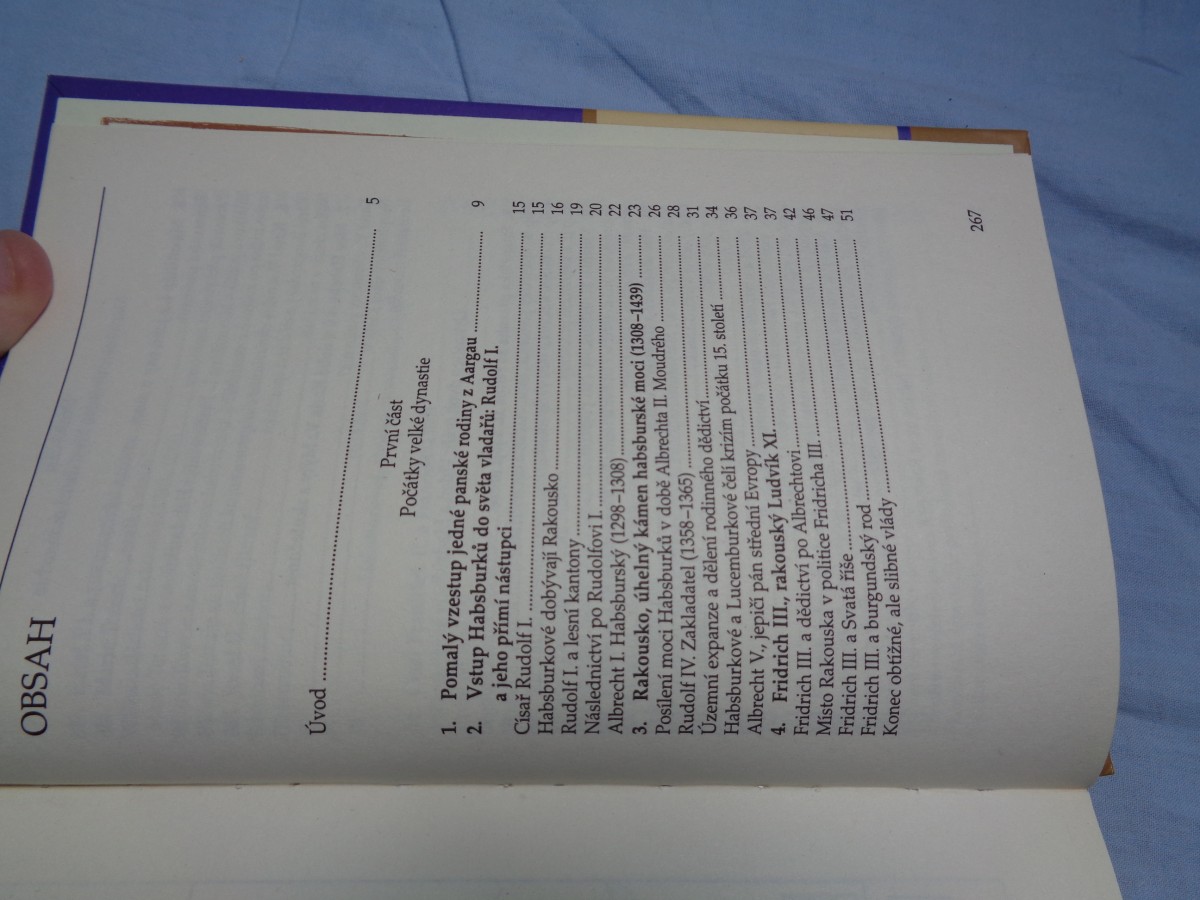 OBSAH
Úvod ........ 5
První část
Počátky velké dynastie
1. Pomalý vzestup jedné panské rodiny z Aargau ........ 9
2. Vstup Habsburků do světa vladařů: Rudolf I.
a jeho přímí nástupci ........ 15
Císař Rudolf I. ........ 15
Habsburkové dobývají Rakousko ........ 16
Rudolf I. a lesní kantony ........ 19
Následnictví po Rudolfovi I. ........ 20
Albrecht I. Habsburský (1298–1308) ........ 22
3. Rakousko, úhelný kámen habsburské moci (1308–1439) ........ 23
Posílení moci Habsburků v době Albrechta II. Moudrého ........ 26
Rudolf IV. Zakladatel (1358–1365) ........ 28
Územní expanze a dělení rodinného dědictví ........ 31
Habsburkové a Lucemburkové čelí krizím počátku 15. století ........ 34
Albrecht V., jepičí pán střední Evropy ........ 36
4. Fridrich III., rakouský Ludvík XI. ........ 37
Fridrich III. a dědictví po Albrechtovi ........ 37
Místo Rakouska v politice Fridricha III. ........ 42
Fridrich III. a Svatá říše ........ 46
Fridrich III. a burgundský rod ........ 47
Konec obtížné, ale slibné vlády ........ 51
267